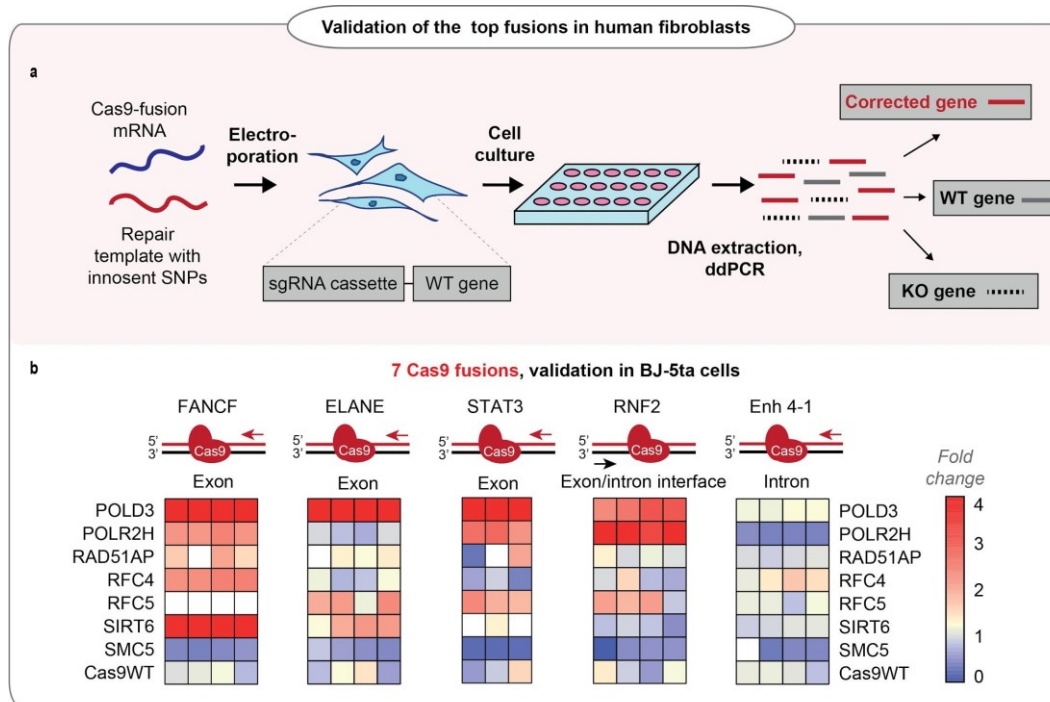 Validation of the top fusions in human fibroblasts
a
Cas9-fusion
mRNA
Repair
template with
innosent SNPs
Electro-
poration
sgRNA cassette
WT gene
Cell
culture
DNA extraction,
ddPCR
Corrected gene
WT gene
KO gene
b
7 Cas9 fusions, validation in BJ-5ta cells
FANCF
5'
3'
Cas9
Exon
ELANE
5'
3'
Cas9
Exon
STAT3
5'
3'
Cas9
Exon
RNF2
5'
3'
Cas9
Exon/intron interface
Enh 4-1
5'
3'
Cas9
Intron
POLD3
POLR2H
RAD51AP
RFC4
RFC5
SIRT6
SMC5
Cas9WT
POLD3
POLR2H
RAD51AP
RFC4
RFC5
SIRT6
SMC5
Cas9WT
Fold
change
4
3
2
1
0